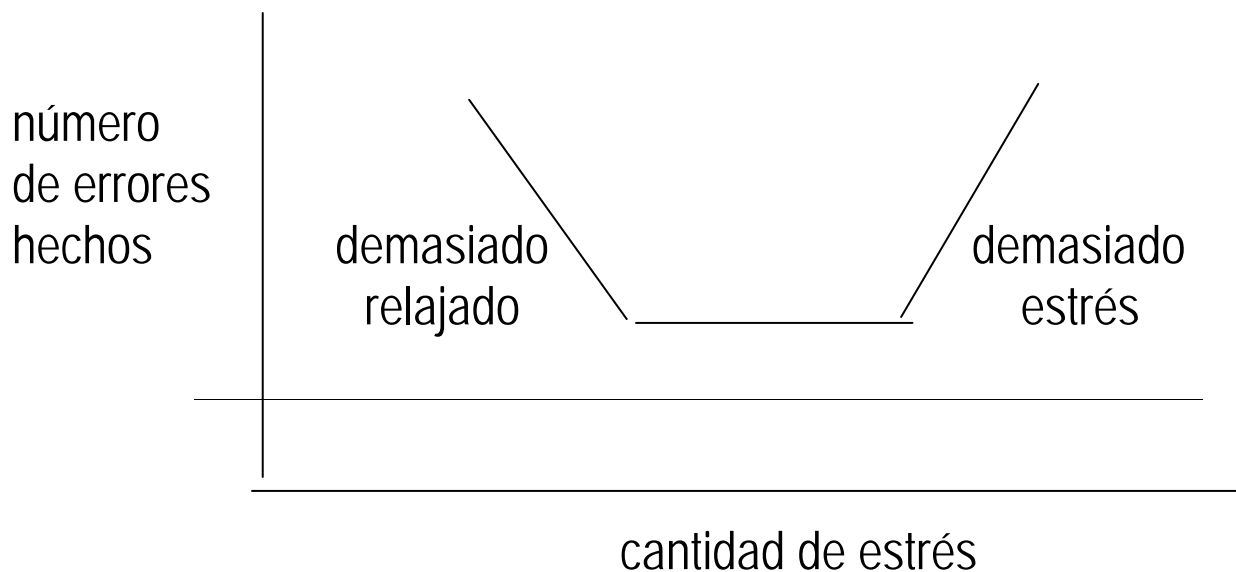 número
de errores
hechos
demasiado
relajado
demasiado
estrés
cantidad de estrés